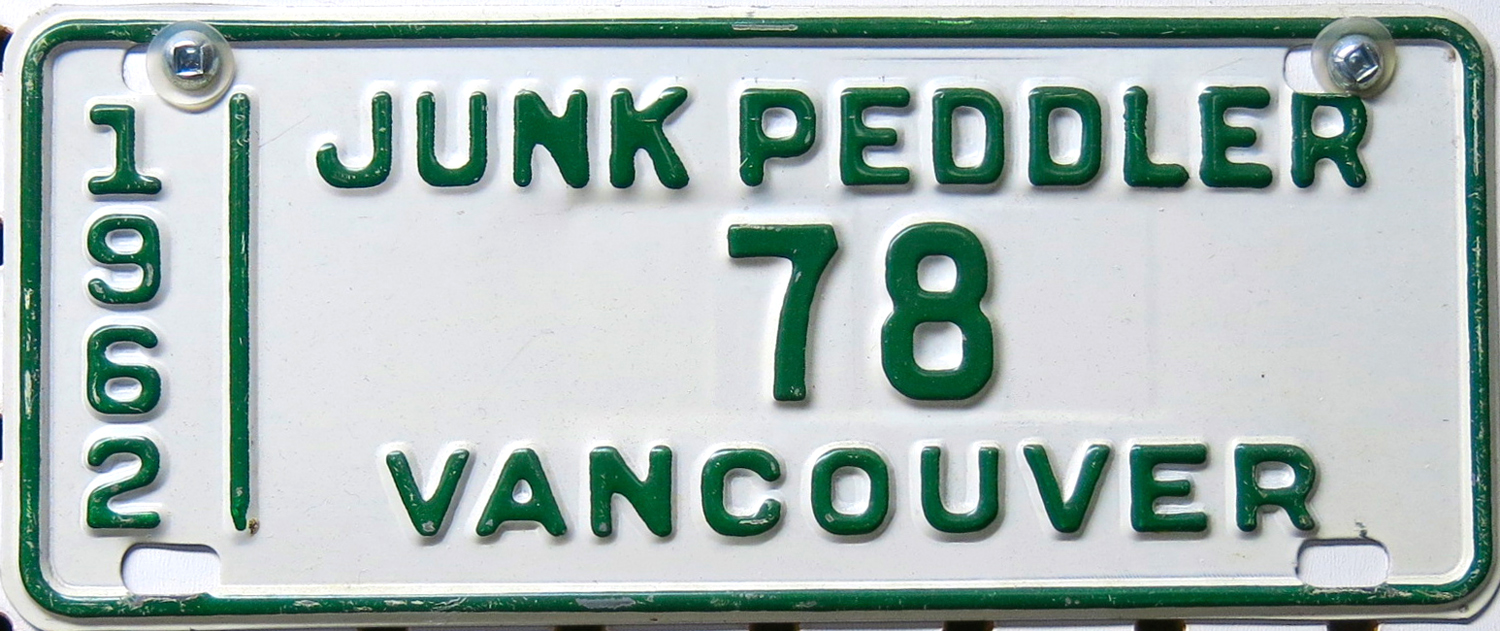 1962
JUNK PEDDLER
78
VANCOUVER